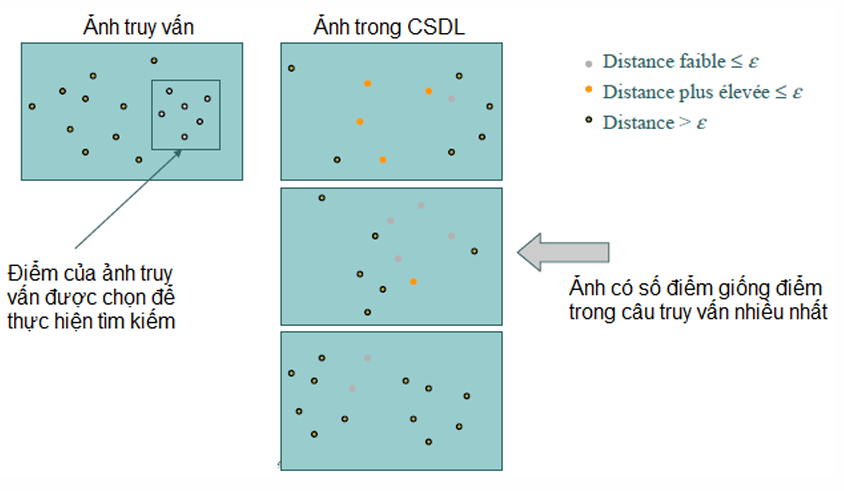 Ảnh truy vấn
Ảnh trong CSDL
Distance faible ≤ ε
Distance plus élevée ≤ ε
Distance > ε
Điểm của ảnh truy
vấn được chọn để
thực hiện tìm kiếm
Ảnh có số điểm giống điểm
trong câu truy vấn nhiều nhất